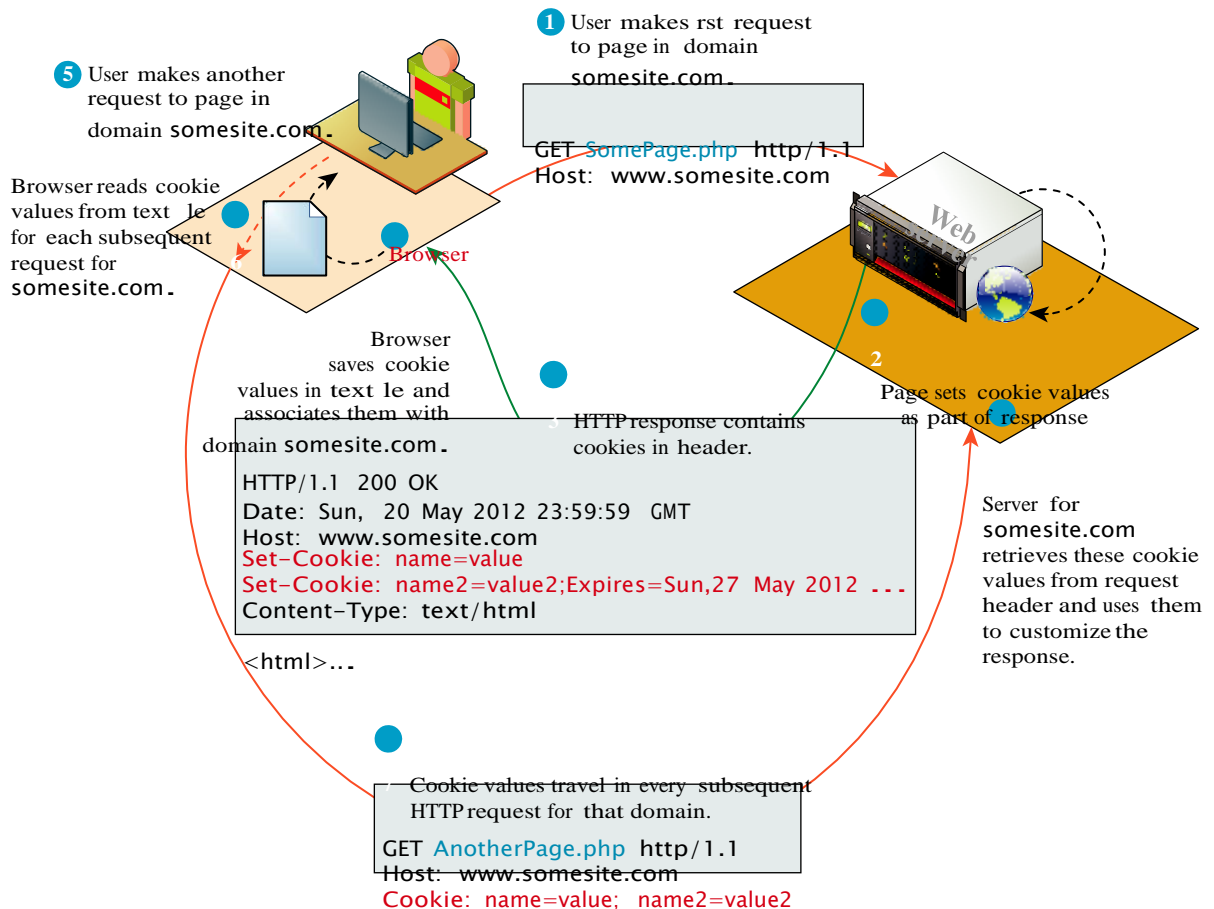 1 User makes rst request
to page in domain
somesite.com.
GET SomePage.php http/1.1
Host: www.somesite.com
5 User makes another
request to page in
domain somesite.com.
Browser reads cookie
values from text le
for each subsequent
request for
somesite.com.
6
Browser
Web
2
Page sets cookie values
as part of response
Browser
saves cookie
values in text le and
associates them with
domain somesite.com.
3 HTTP response contains
cookies in header.
HTTP/1.1 200 OK
Date: Sun, 20 May 2012 23:59:59 GMT
Host: www.somesite.com
Set-Cookie: name=value
Set-Cookie: name2=value2;Expires=Sun,27 May 2012 ...
Content-Type: text/html
<html>...
Server for
somesite.com
retrieves these cookie
values from request
header and uses them
to customize the
response.
7 Cookie values travel in every subsequent
HTTP request for that domain.
GET AnotherPage.php http/1.1
Host: www.somesite.com
Cookie: name=value; name2=value2